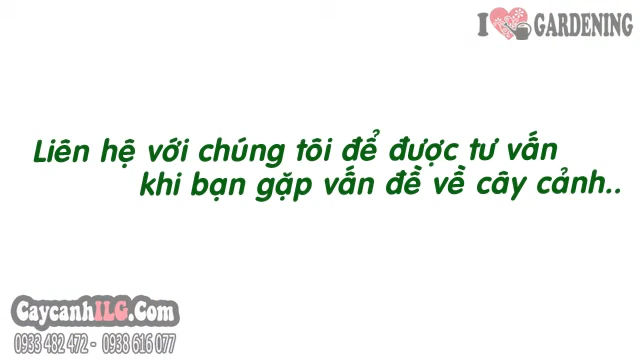 I GARDENING
Liên hệ với chúng tôi để được tư vấn
khi bạn gặp vấn đề về cây cảnh..
CaycanhILG.Com
0933 482 472 - 0938 616 077